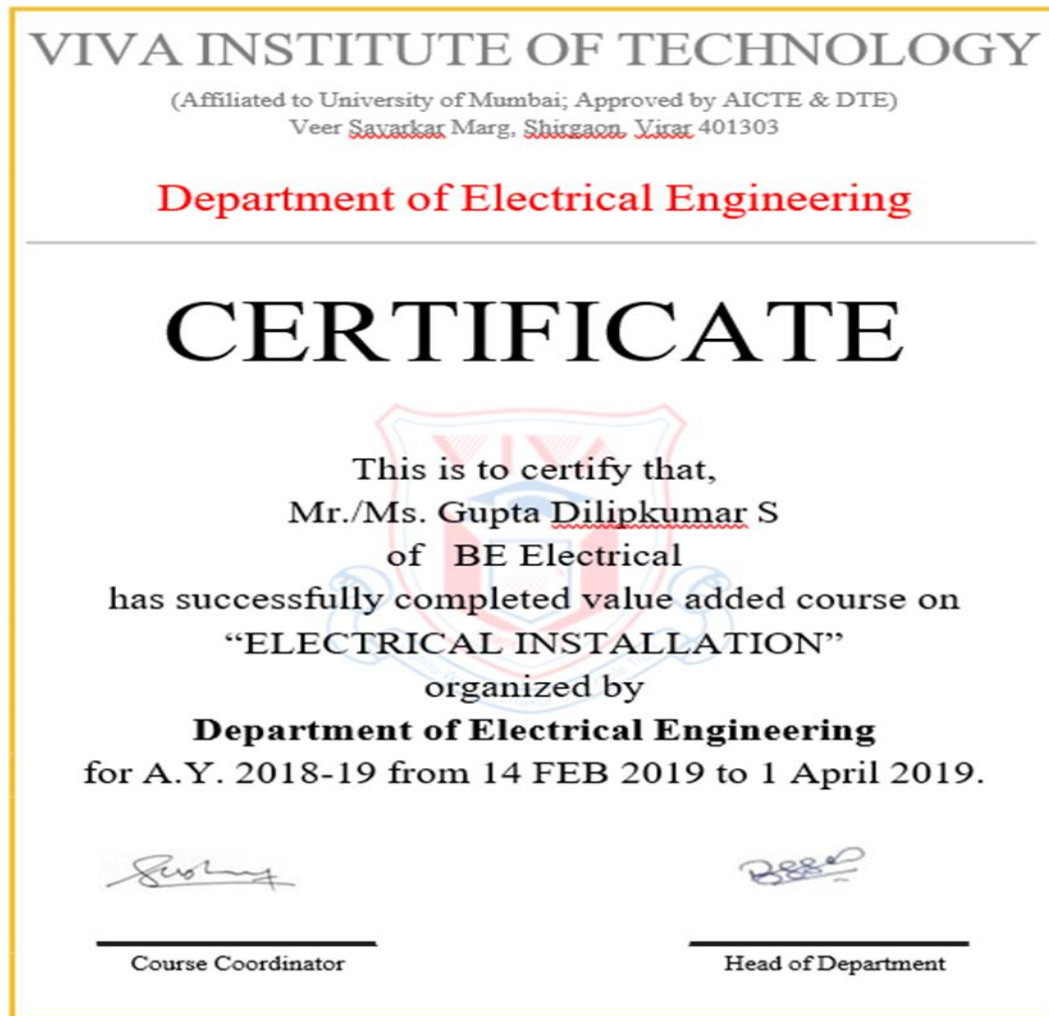 VIVA INSTITUTE OF TECHNOLOGY
(Affiliated to University of Mumbai; Approved by AICTE & DTE)
Veer Savarkar Marg, Shirgaon, Virar 401303
Department of Electrical Engineering
CERTIFICATE
This is to certify that,
Mr./Ms. Gupta Dilipkumar S
of BE Electrical
has successfully completed value added course on
“ELECTRICAL INSTALLATION”
organized by
Department of Electrical Engineering
for A.Y. 2018-19 from 14 FEB 2019 to 1 April 2019.
Course Coordinator
Head of Department